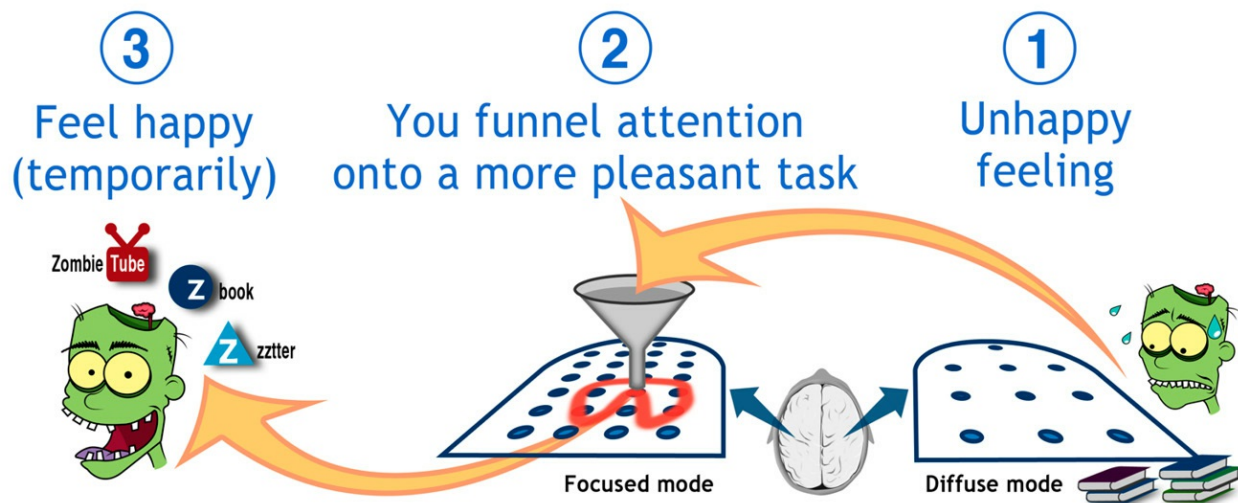 3
Feel happy
(temporarily)
2
You funnel attention
onto a more pleasant task
1
Unhappy
feeling
Zombie Tube
z book
z zztter
Focused mode
Diffuse mode